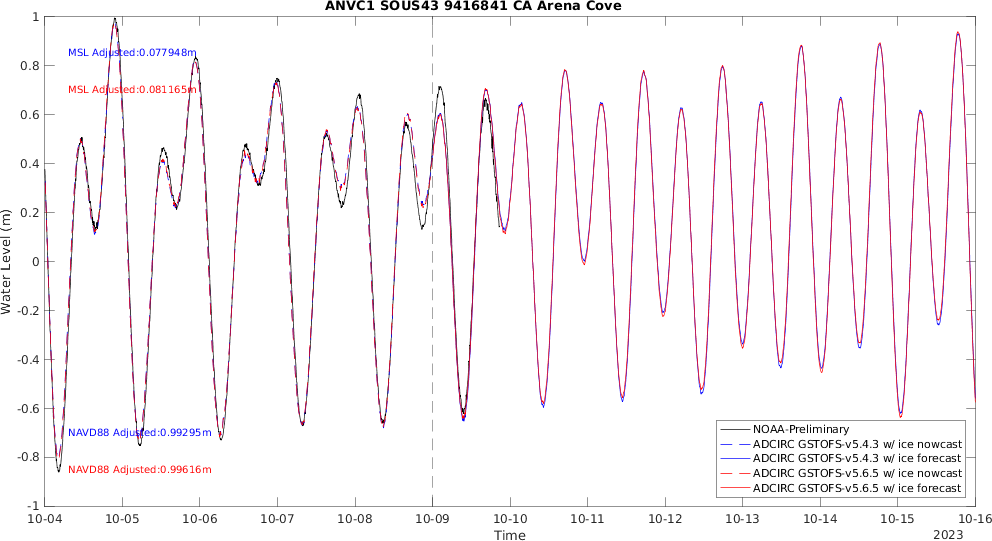 ANVC1 SOUS43 9416841 CA Arena Cove
1
0.8
0.6
0.4
0.2
0
-0.2
-0.4
-0.6
-0.8
-1
Water Level (m)
MSL Adjusted:0.077948m
MSL Adjusted:0.081165m
NAVD88 Adjusted:0.99295m
NAVD88 Adjusted:0.99616m
NOAA-Preliminary
ADCIRC GSTOFS-v5.4.3 w/ ice nowcast
ADCIRC GSTOFS-v5.4.3 w/ ice forecast
ADCIRC GSTOFS-v5.6.5 w/ ice nowcast
ADCIRC GSTOFS-v5.6.5 w/ ice forecast
10-04 10-05 10-06 10-07 10-08 10-09 10-10 10-11 10-12 10-13 10-14 10-15 10-16
Time
2023